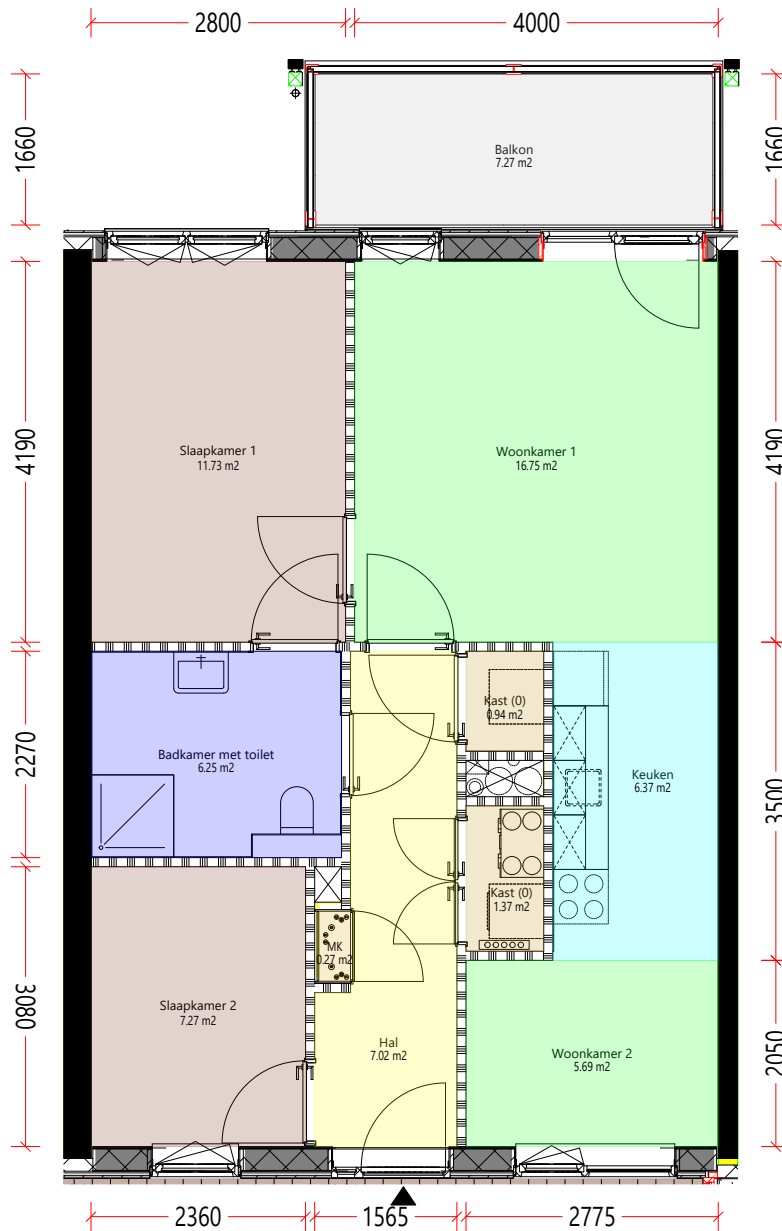 2800
4000
1660
1660
Balkon
7.27 m2
4190
4190
Slaapkamer 1
11.73 m2
Woonkamer 1
16.75 m2
2270
3500
Kast (0)
0.94 m2
Badkamer met toilet
6.25 m2
Keuken
6.37 m2
Kast (0)
1.37 m2
MK
0.27 m2
3080
2050
Slaapkamer 2
7.27 m2
Hal
7.02 m2
Woonkamer 2
5.69 m2
2360
1565
2775